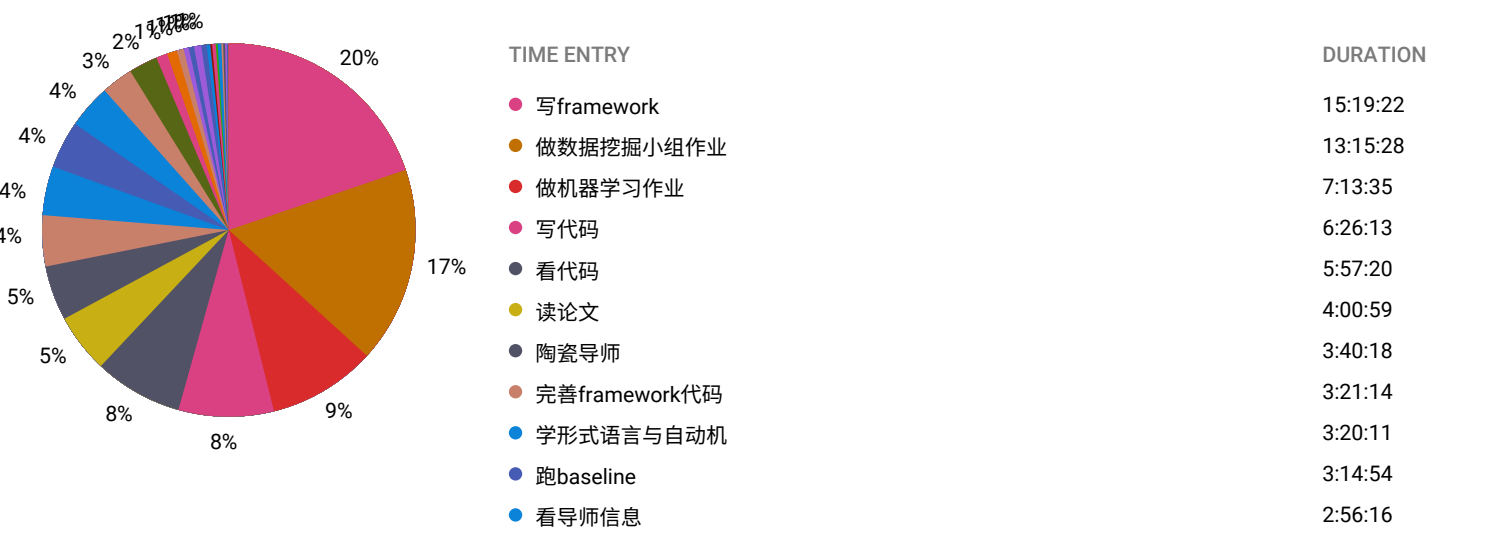 20%
17%
9%
8%
8%
5%
5%
4%
4%
4%
4%
3%
2%
TIME ENTRY DURATION
写framework 15:19:22
做数据挖掘小组作业 13:15:28
做机器学习作业 7:13:35
写代码 6:26:13
看代码 5:57:20
读论文 4:00:59
陶瓷导师 3:40:18
完善framework代码 3:21:14
学形式语言与自动机 3:20:11
跑baseline 3:14:54
看导师信息 2:56:16